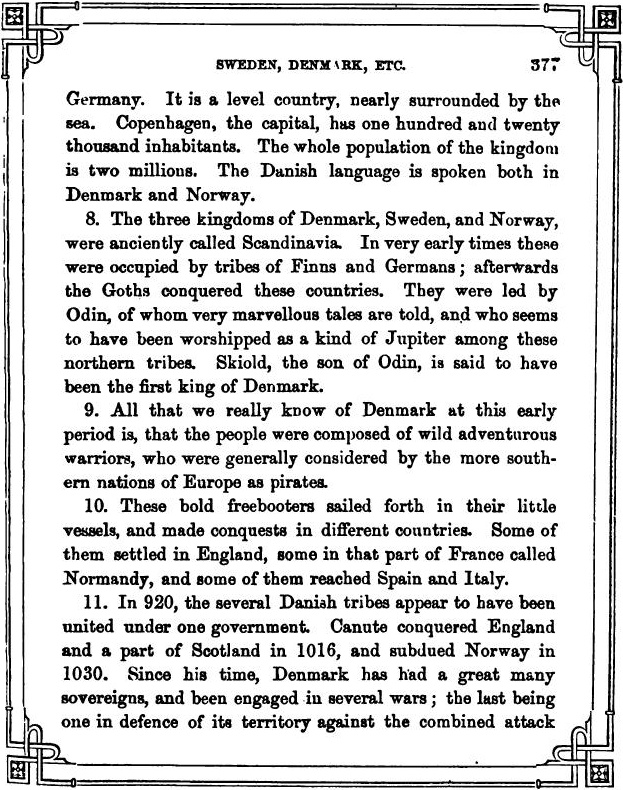 SWEDEN, DENMARK, ETC. 377
Germany. It is a level country, nearly surrounded by the
sea. Copenhagen, the capital, has one hundred and twenty
thousand inhabitants. The whole population of the kingdom
is two millions. The Danish language is spoken both in
Denmark and Norway.
8. The three kingdoms of Denmark, Sweden, and Norway,
were anciently called Scandinavia. In very early times these
were occupied by tribes of Finns and Germans; afterwards
the Goths conquered these countries. They were led by
Odin, of whom very marvellous tales are told, and who seems
to have been worshipped as a kind of Jupiter among these
northern tribes. Skiold, the son of Odin, is said to have
been the first king of Denmark.
9. All that we really know of Denmark at this early
period is, that the people were composed of wild adventurous
warriors, who were generally considered by the more south-
ern nations of Europe as pirates.
10. These bold freebooters sailed forth in their little
vessels, and made conquests in different countries. Some of
them settled in England, some in that part of France called
Normandy, and some of them reached Spain and Italy.
11. In 920, the several Danish tribes appear to have been
united under one government. Canute conquered England
and a part of Scotland in 1016, and subdued Norway in
1030. Since his time, Denmark has had a great many
sovereigns, and been engaged in several wars; the last being
one in defence of its territory against the combined attack